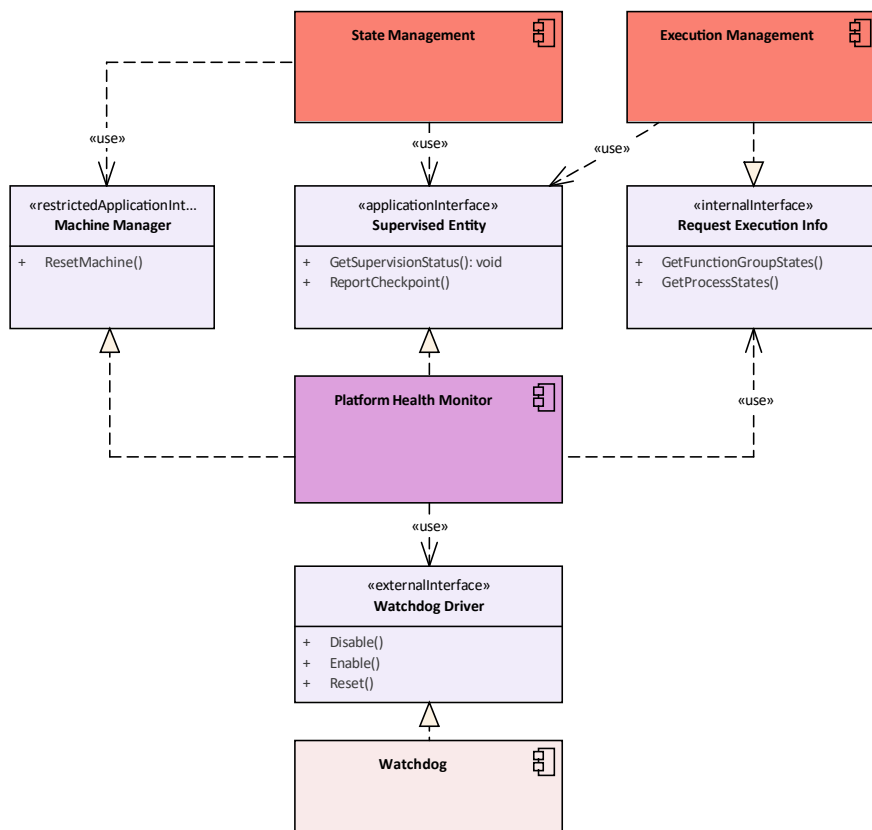 State Management
Execution Management
«use»
«use»
«use»
«restrictedApplicationInt...
Machine Manager
+ ResetMachine()
«applicationInterface»
Supervised Entity
+ GetSupervisionStatus(): void
+ ReportCheckpoint()
«internalInterface»
Request Execution Info
+ GetFunctionGroupStates()
+ GetProcessStates()
Platform Health Monitor
«use»
«use»
«externalInterface»
Watchdog Driver
+ Disable()
+ Enable()
+ Reset()
Watchdog